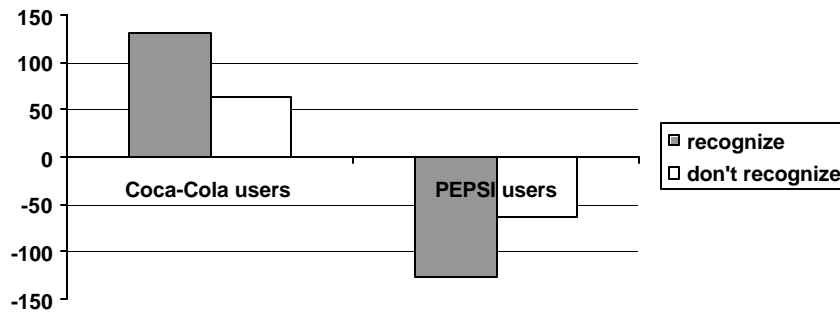 150
100
50
0
-50
-100
-150
Coca-Cola users
PEPSI users
recognize
don't recognize